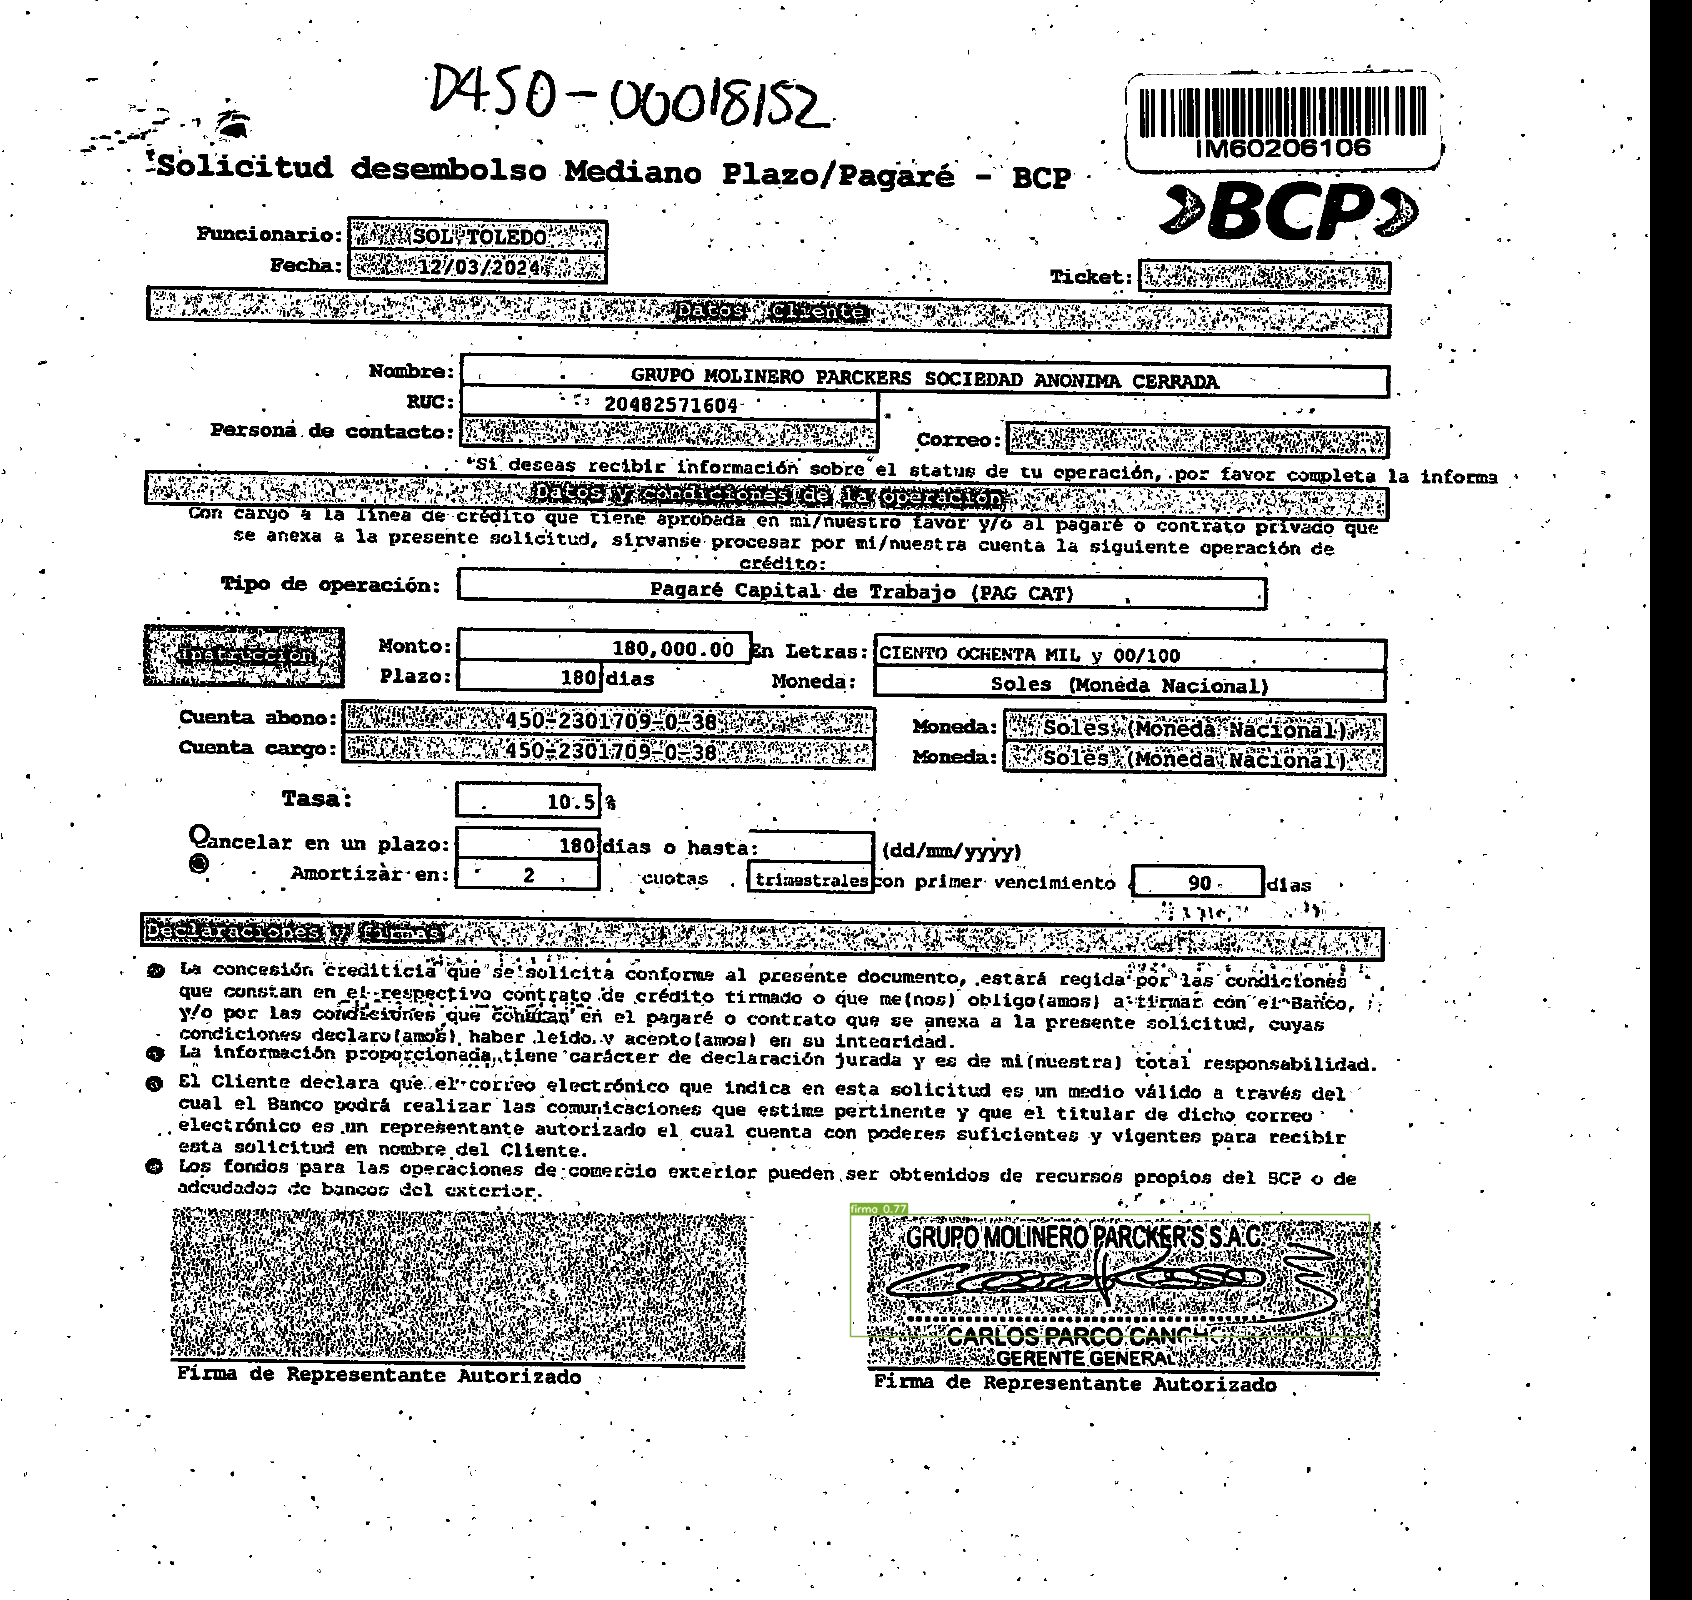 D450-00018152
IM60206106
Solicitud desembolso Mediano Plazo/Pagaré - BCP
BCP
Funcionario: SOL TOLEDO
Fecha: 12/03/2024
Ticket:
Datos Cliente
Nombre: GRUPO MOLINERO PARCKERS SOCIEDAD ANONIMA CERRADA
RUC: 20482571604
Persona de contacto: Correo:
*Si deseas recibir información sobre el status de tu operación, por favor completa la informa
Datos y condiciones de la operación
Con cargo a la línea de crédito que tiene aprobada en mi/nuestro favor y/o al pagaré o contrato privado que
se anexa a la presente solicitud, sirvanse procesar por mi/nuestra cuenta la siguiente operación de
crédito:
Tipo de operación: Pagaré Capital de Trabajo (PAG CAT)
Instrucción
Monto: 180,000.00 En Letras: CIENTO OCHENTA MIL y 00/100
Plazo: 180 dias Moneda: Soles (Moneda Nacional)
Cuenta abono: 450-2301709-0-38 Moneda: Soles (Moneda Nacional)
Cuenta cargo: 450-2301709-0-38 Moneda: Soles (Moneda Nacional)
Tasa: 10.5 %
Cancelar en un plazo: 180 dias o hasta: (dd/mm/yyyy)
Amortizar en: 2 cuotas trimestrales con primer vencimiento 90 dias
Declaraciones y firmas
La concesión crediticia que se solicita conforme al presente documento, estará regida por las condiciones
que constan en el respectivo contrato de crédito firmado o que me(nos) obligo(amos) a firmar con el Banco,
y/o por las condiciones que constan en el pagaré o contrato que se anexa a la presente solicitud, cuyas
condiciones declaro(amos) haber leído y acepto(amos) en su integridad.
La información proporcionada tiene carácter de declaración jurada y es de mi(nuestra) total responsabilidad.
El Cliente declara que el correo electrónico que indica en esta solicitud es un medio válido a través del
cual el Banco podrá realizar las comunicaciones que estime pertinente y que el titular de dicho correo
electrónico es un representante autorizado el cual cuenta con poderes suficientes y vigentes para recibir
esta solicitud en nombre del Cliente.
Los fondos para las operaciones de comercio exterior pueden ser obtenidos de recursos propios del BCP o de
adeudados de bancos del exterior.
firma 0.77
GRUPO MOLINERO PARCKER'S S.A.C.
CARLOS PARCO CANCH
GERENTE GENERAL
Firma de Representante Autorizado
Firma de Representante Autorizado